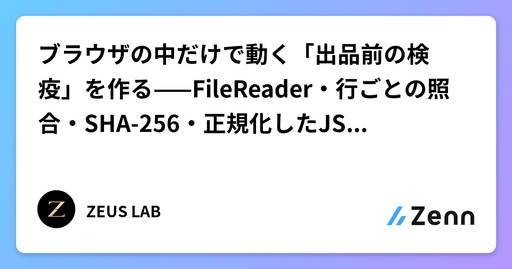 ブラウザの中だけで動く「出品前の検
疫」を作る——FileReader・行ごとの照
合・SHA-256・正規化したJS...
Z
ZEUS LAB
Zenn